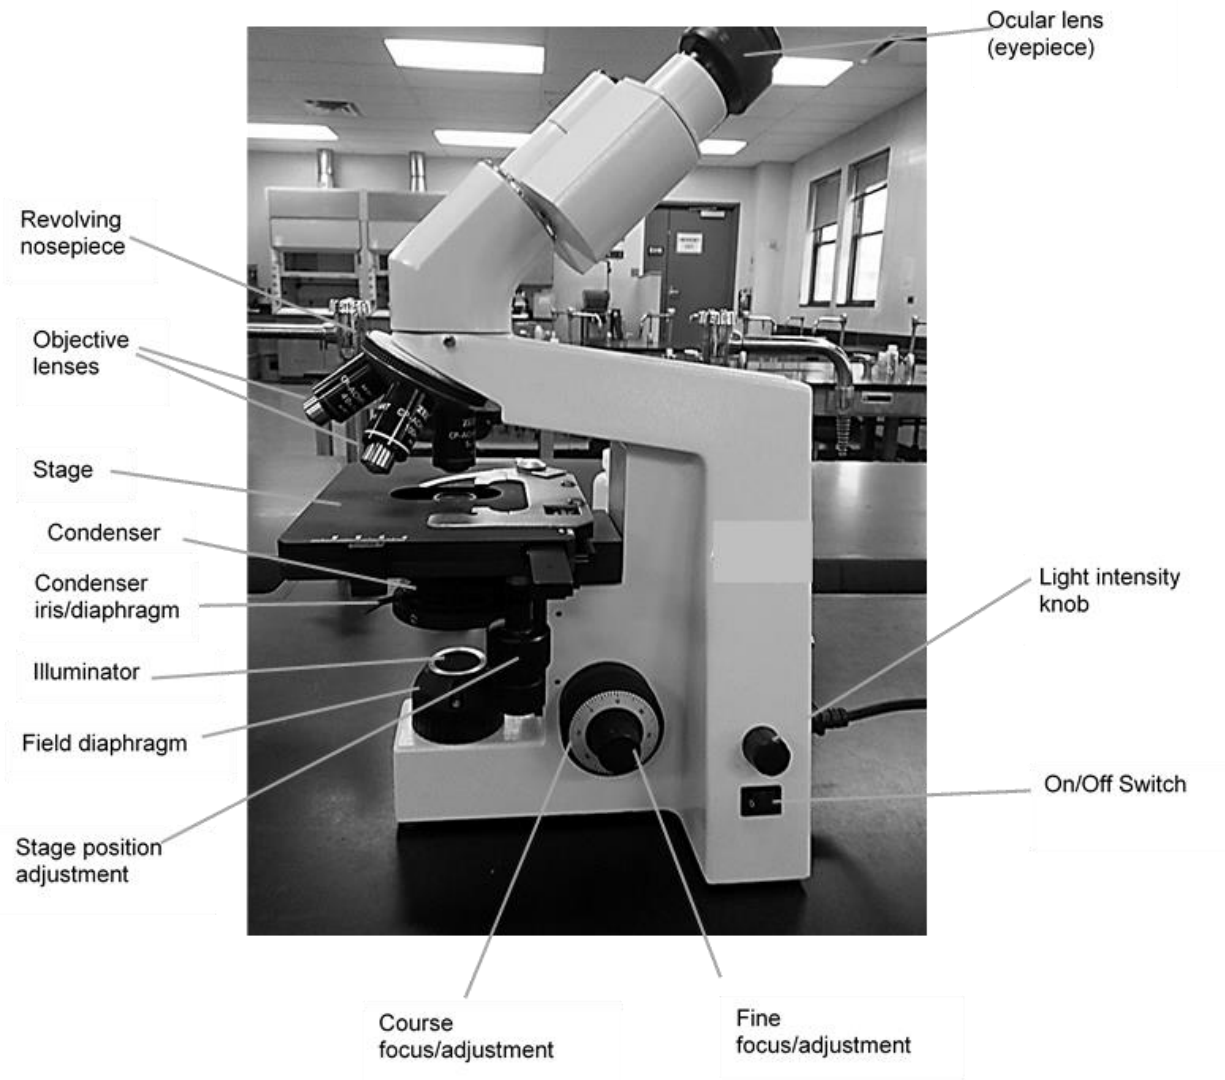 Ocular lens
(eyepiece)
Revolving
nosepiece
Objective
lenses
Stage
Condenser
Condenser
iris/diaphragm
Light intensity
knob
Illuminator
Field diaphragm
On/Off Switch
Stage position
adjustment
Course
focus/adjustment
Fine
focus/adjustment